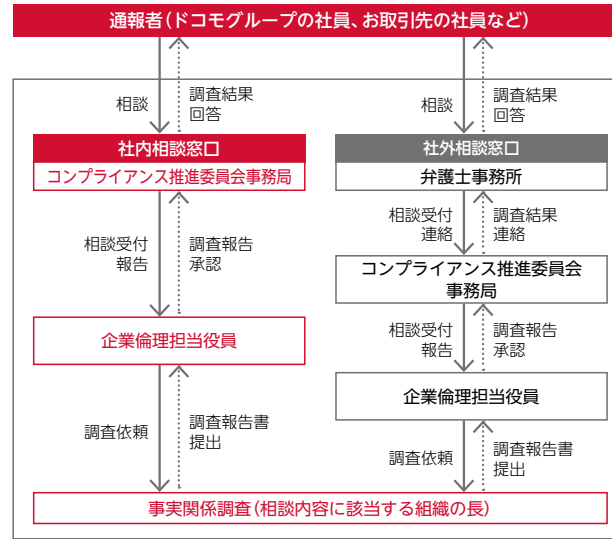 通報者(ドコモグループの社員、お取引先の社員など)
相談
調査結果
回答
社内相談窓口
コンプライアンス推進委員会事務局
相談受付
報告
調査報告
承認
企業倫理担当役員
調査依頼
調査報告書
提出
相談
調査結果
回答
社外相談窓口
弁護士事務所
相談受付
連絡
調査結果
連絡
コンプライアンス推進委員会
事務局
相談受付
報告
調査報告
承認
企業倫理担当役員
調査依頼
調査報告書
提出
事実関係調査(相談内容に該当する組織の長)